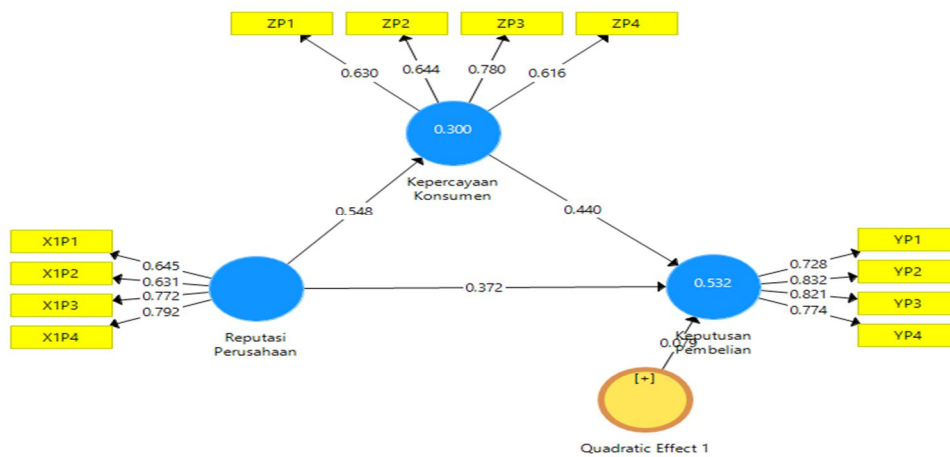 ZP1
ZP2
ZP3
ZP4
0.630
0.644
0.780
0.616
0.300
Kepercayaan
Konsumen
0.548
0.440
X1P1
X1P2
X1P3
X1P4
0.645
0.631
0.772
0.792
Reputasi
Perusahaan
0.372
0.532
Keputusan
Pembelian
0.728
0.832
0.821
0.774
YP1
YP2
YP3
YP4
0.079
[+]
Quadratic Effect 1